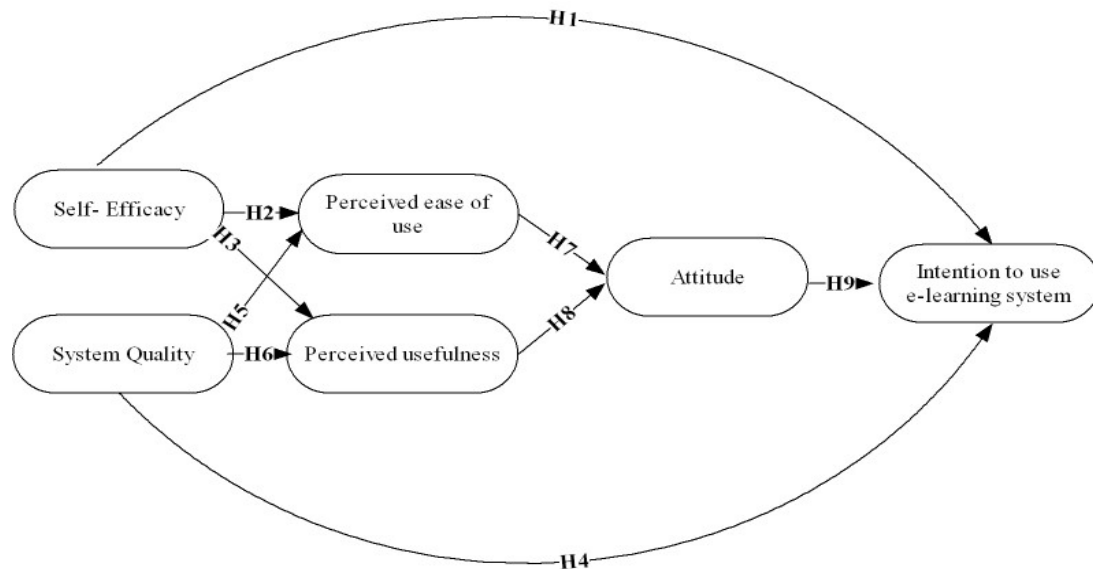 H1
Self- Efficacy
H2
Perceived ease of
use
H3
H7
Attitude
H9
Intention to use
e-learning system
H5
System Quality
H6
Perceived usefulness
H8
H4